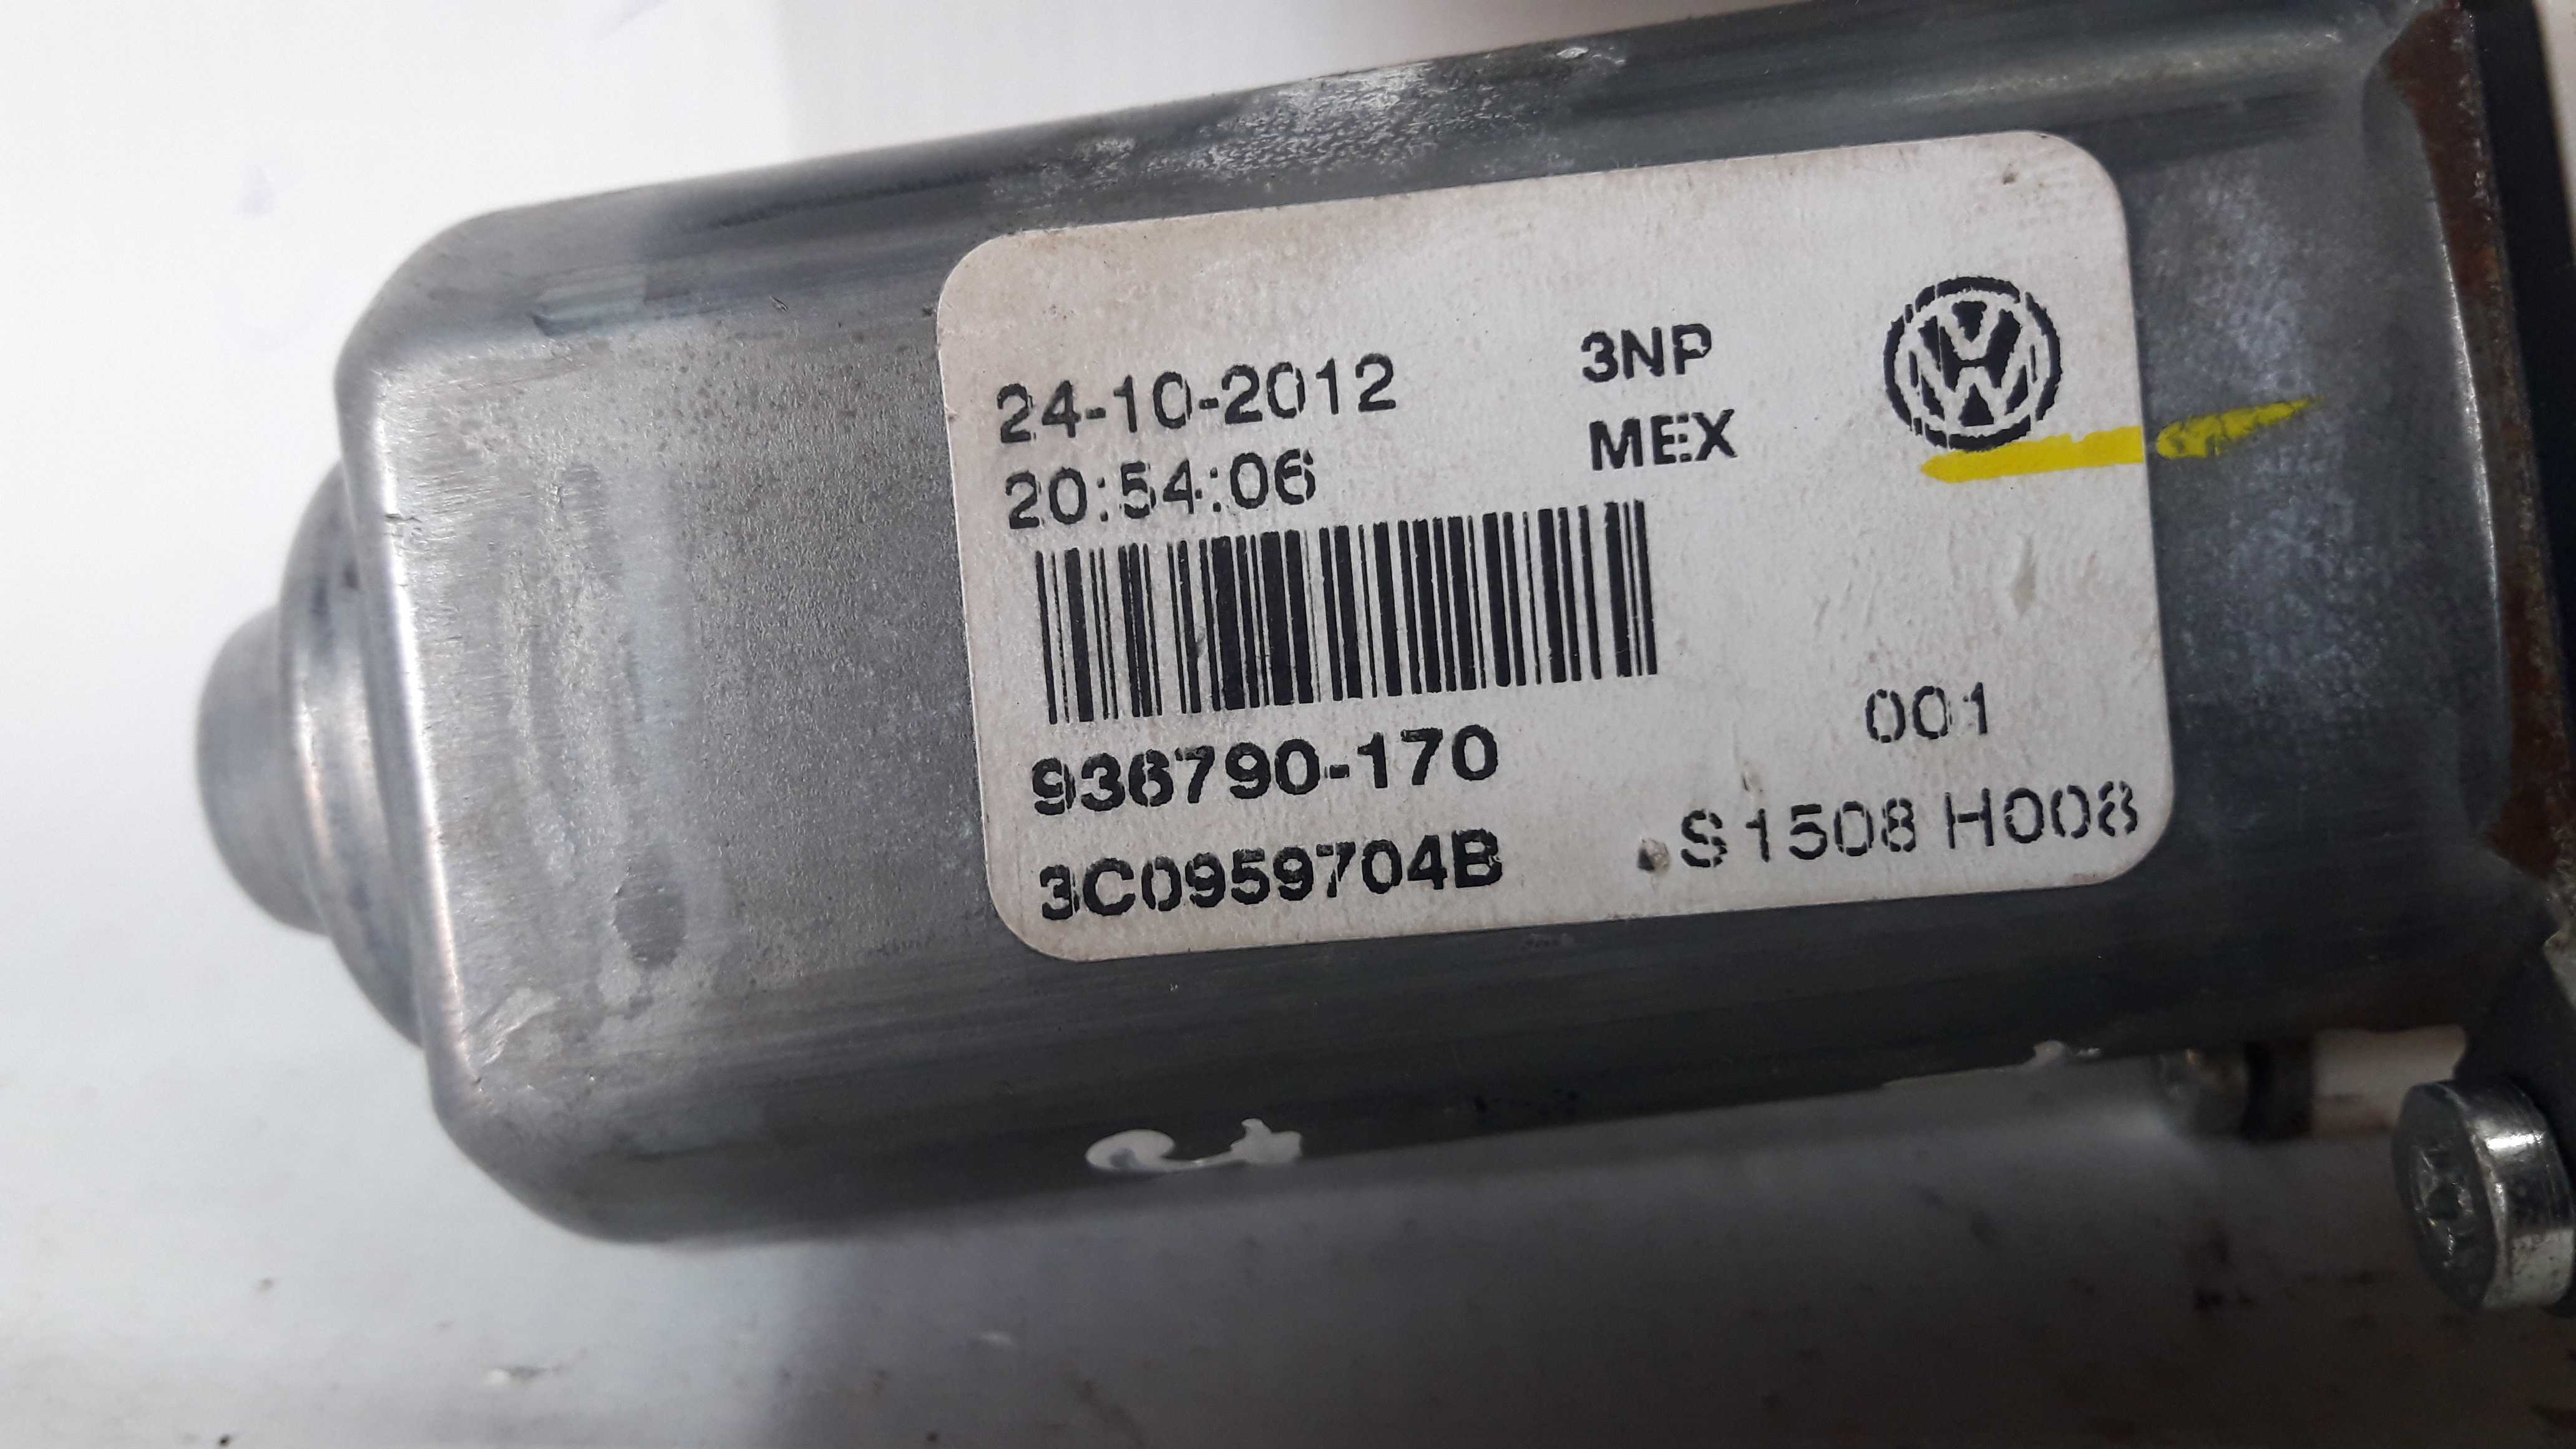 24-10-2012 3NP
20:54:06 MEX
936790-170 001
3C0959704B S1508 H008